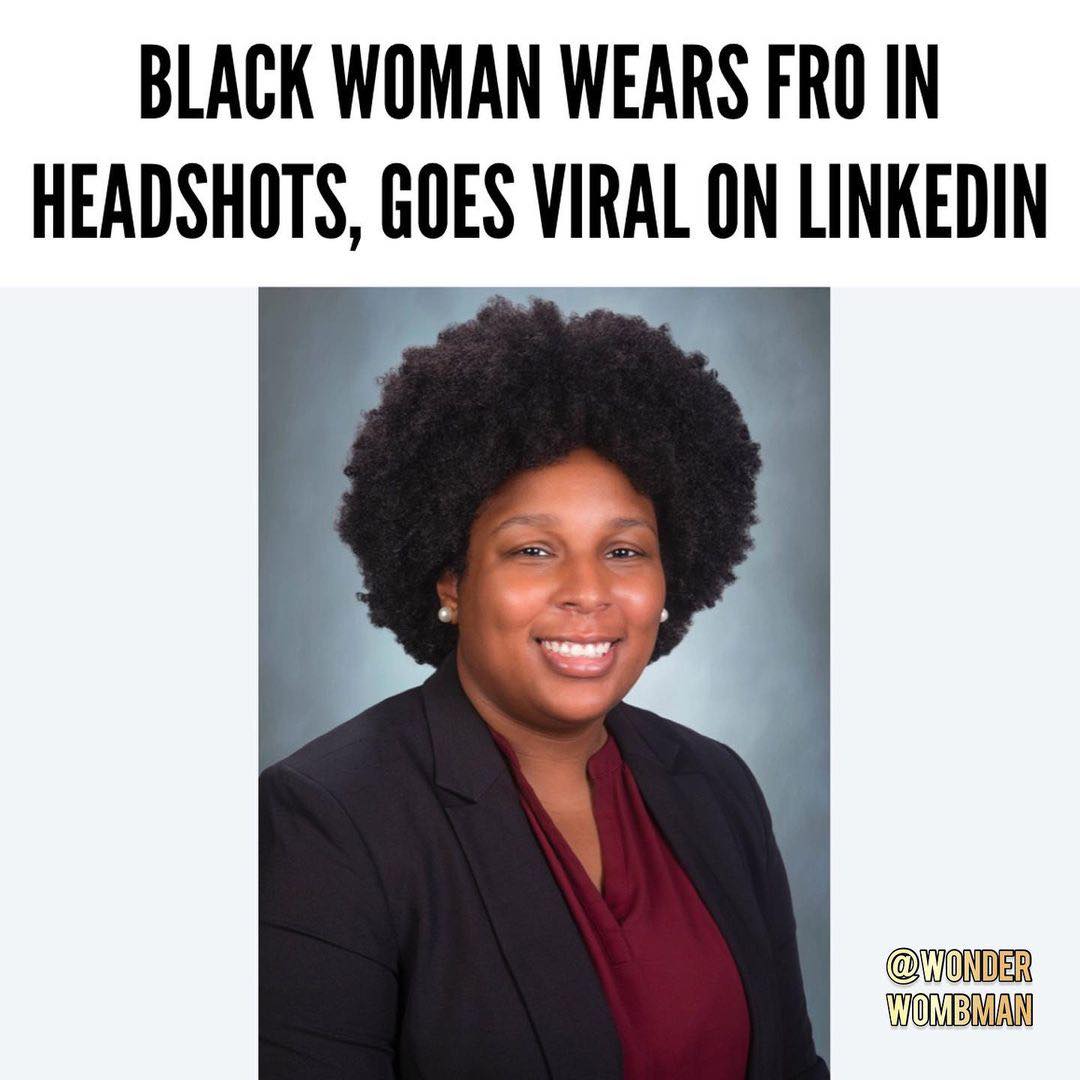 BLACK WOMAN WEARS FRO IN
HEADSHOTS, GOES VIRAL ON LINKEDIN
@WONDER
WOMBMAN